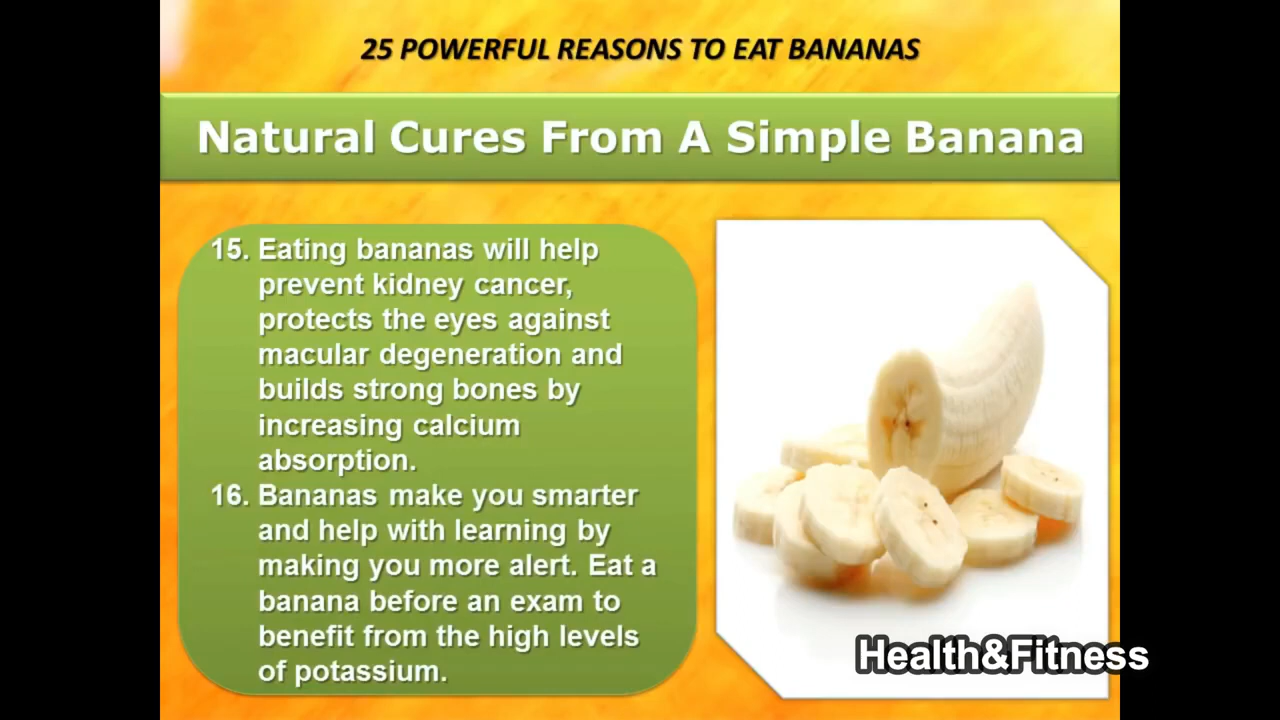 25 POWERFUL REASONS TO EAT BANANAS
Natural Cures From A Simple Banana
15. Eating bananas will help
prevent kidney cancer,
protects the eyes against
macular degeneration and
builds strong bones by
increasing calcium
absorption.
16. Bananas make you smarter
and help with learning by
making you more alert. Eat a
banana before an exam to
benefit from the high levels
of potassium.
Health&Fitness